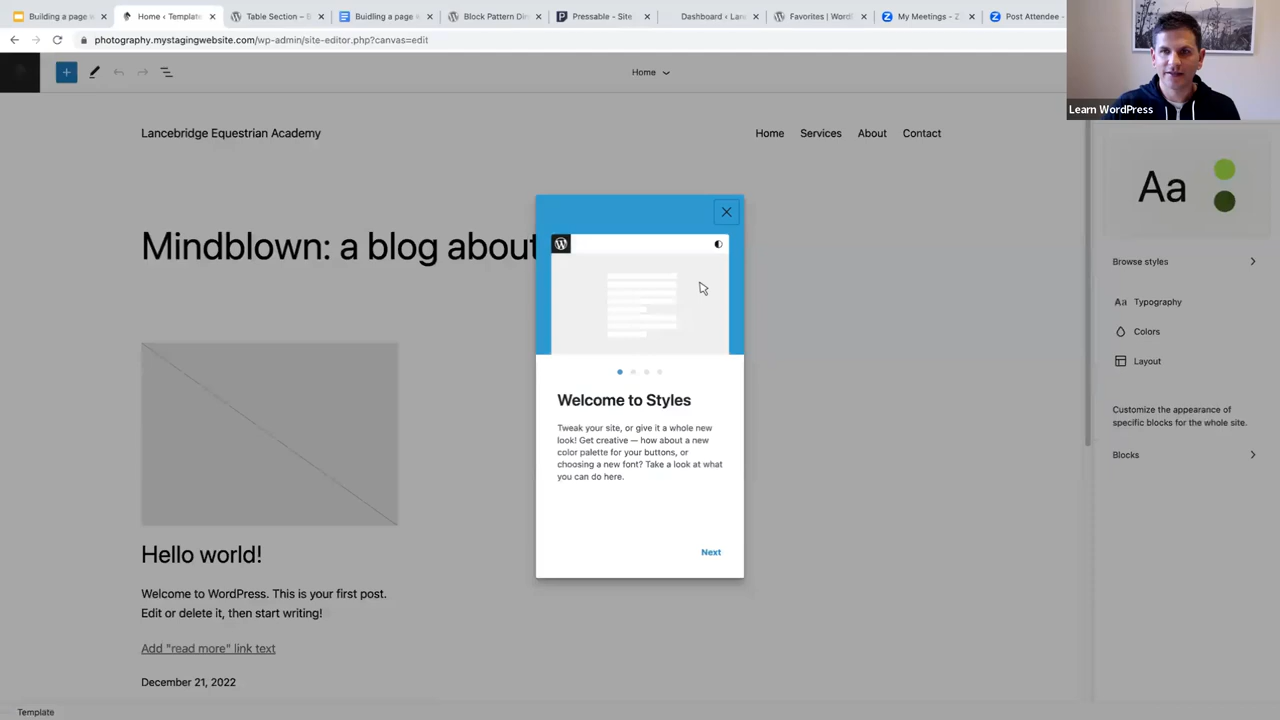 Building a page w
Home ‹ Template
Table Section – B
Buidling a page w
Block Pattern Dir
Pressable - Site
Dashboard ‹ Lan
Favorites | WordP
My Meetings - Z
Post Attendee -
photography.mystagingwebsite.com/wp-admin/site-editor.php?canvas=edit
Home
Learn WordPress
Lancebridge Equestrian Academy
Home Services About Contact
Mindblown: a blog about
Welcome to Styles
Tweak your site, or give it a whole new
look! Get creative — how about a new
color palette for your buttons, or
choosing a new font? Take a look at what
you can do here.
Next
Hello world!
Welcome to WordPress. This is your first post.
Edit or delete it, then start writing!
Add "read more" link text
December 21, 2022
Aa
Browse styles
Aa Typography
Colors
Layout
Customize the appearance of
specific blocks for the whole site.
Blocks
Template